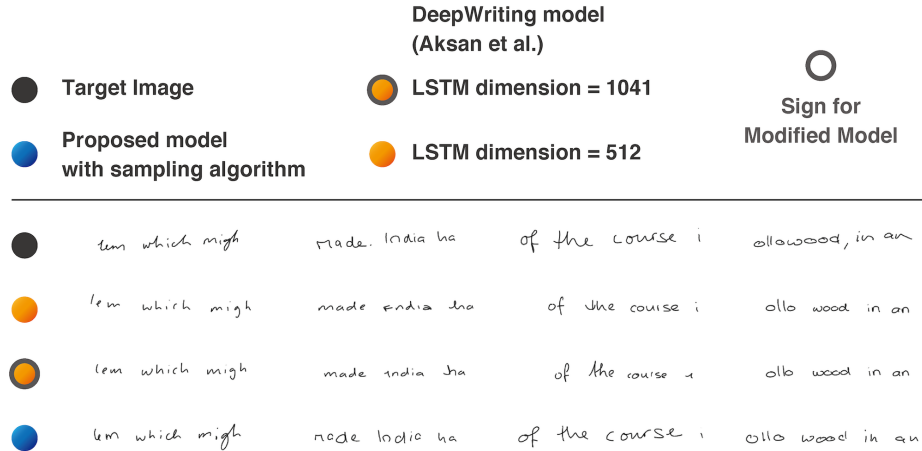 DeepWriting model
(Aksan et al.)
Target Image
LSTM dimension = 1041
Sign for
Modified Model
Proposed model
with sampling algorithm
LSTM dimension = 512
lem which migh made. India ha of the course i ollowood, in an
lem which migh made India ha of the course i ollo wood in an
lem which migh made india ha of the course i ollo wood in an
lem which migh made India ha of the course i ollo wood in an